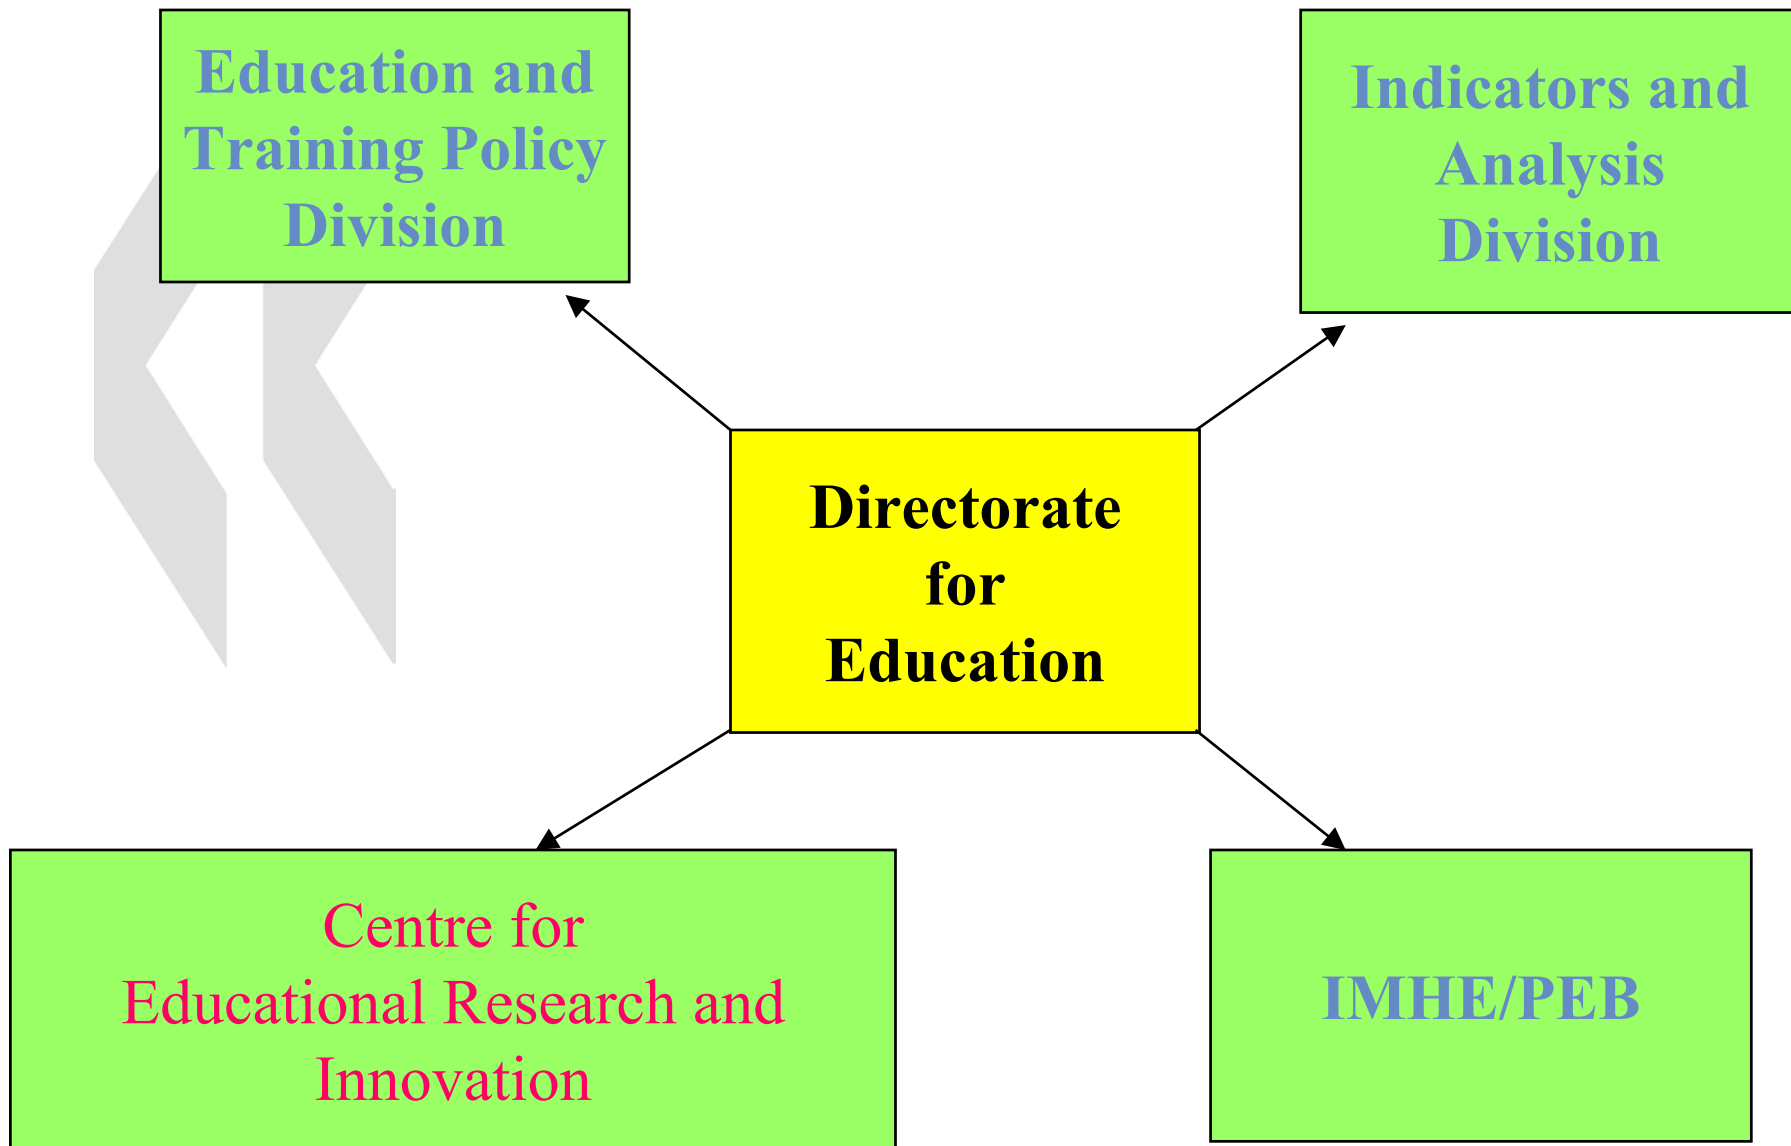 Education and
Training Policy
Division
Indicators and
Analysis
Division
Directorate
for
Education
Centre for
Educational Research and
Innovation
IMHE/PEB